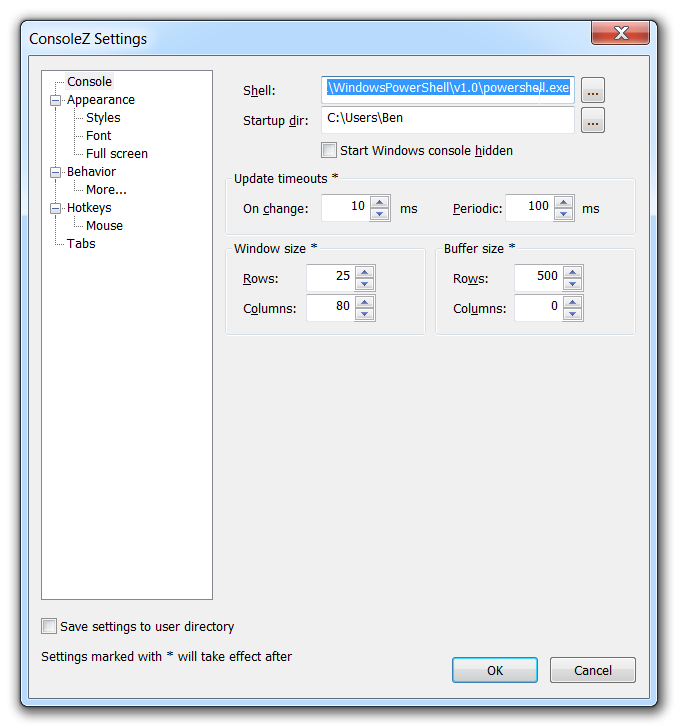 ConsoleZ Settings
Console
Appearance
Styles
Font
Full screen
Behavior
More...
Hotkeys
Mouse
Tabs
Shell: \WindowsPowerShell\v1.0\powershell.exe ...
Startup dir: C:\Users\Ben ...
Start Windows console hidden
Update timeouts *
On change: 10 ms Periodic: 100 ms
Window size *
Rows: 25
Columns: 80
Buffer size *
Rows: 500
Columns: 0
Save settings to user directory
Settings marked with * will take effect after
OK Cancel